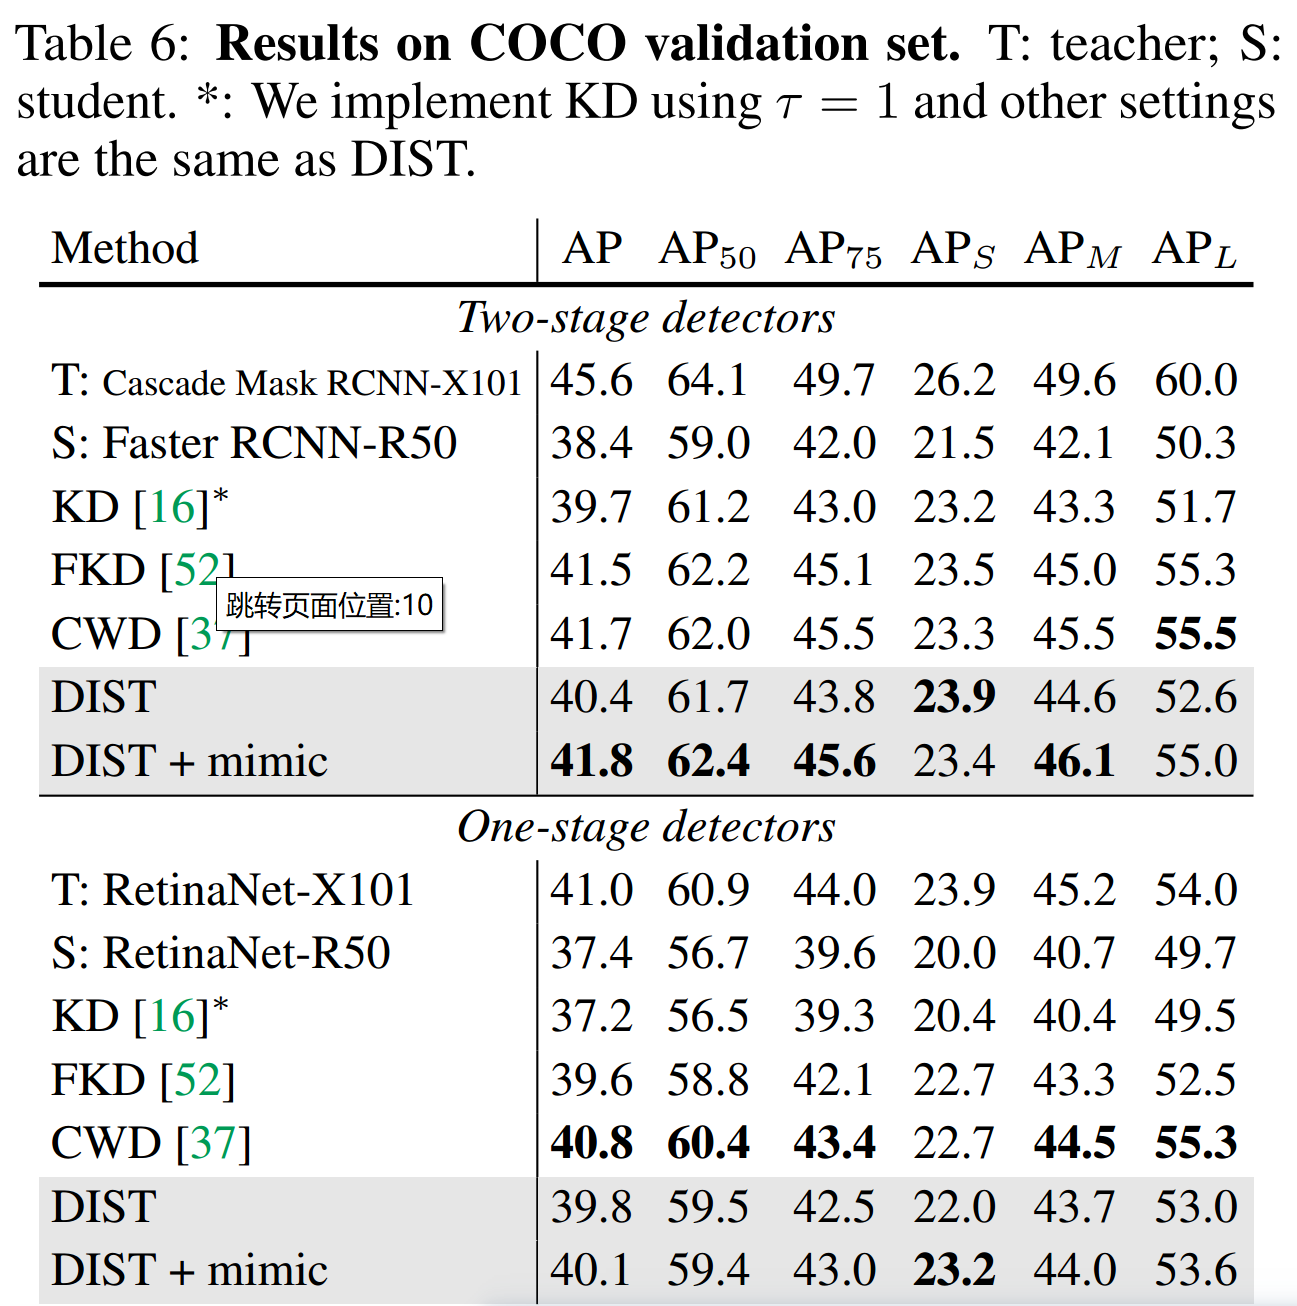 Table 6: Results on COCO validation set. T: teacher; S:
student. *: We implement KD using τ = 1 and other settings
are the same as DIST.
Method AP AP50 AP75 APS APM APL
Two-stage detectors
T: Cascade Mask RCNN-X101 45.6 64.1 49.7 26.2 49.6 60.0
S: Faster RCNN-R50 38.4 59.0 42.0 21.5 42.1 50.3
KD [16]* 39.7 61.2 43.0 23.2 43.3 51.7
FKD [52] 41.5 62.2 45.1 23.5 45.0 55.3
跳转页面位置:10
CWD [37] 41.7 62.0 45.5 23.3 45.5 55.5
DIST 40.4 61.7 43.8 23.9 44.6 52.6
DIST + mimic 41.8 62.4 45.6 23.4 46.1 55.0
One-stage detectors
T: RetinaNet-X101 41.0 60.9 44.0 23.9 45.2 54.0
S: RetinaNet-R50 37.4 56.7 39.6 20.0 40.7 49.7
KD [16]* 37.2 56.5 39.3 20.4 40.4 49.5
FKD [52] 39.6 58.8 42.1 22.7 43.3 52.5
CWD [37] 40.8 60.4 43.4 22.7 44.5 55.3
DIST 39.8 59.5 42.5 22.0 43.7 53.0
DIST + mimic 40.1 59.4 43.0 23.2 44.0 53.6